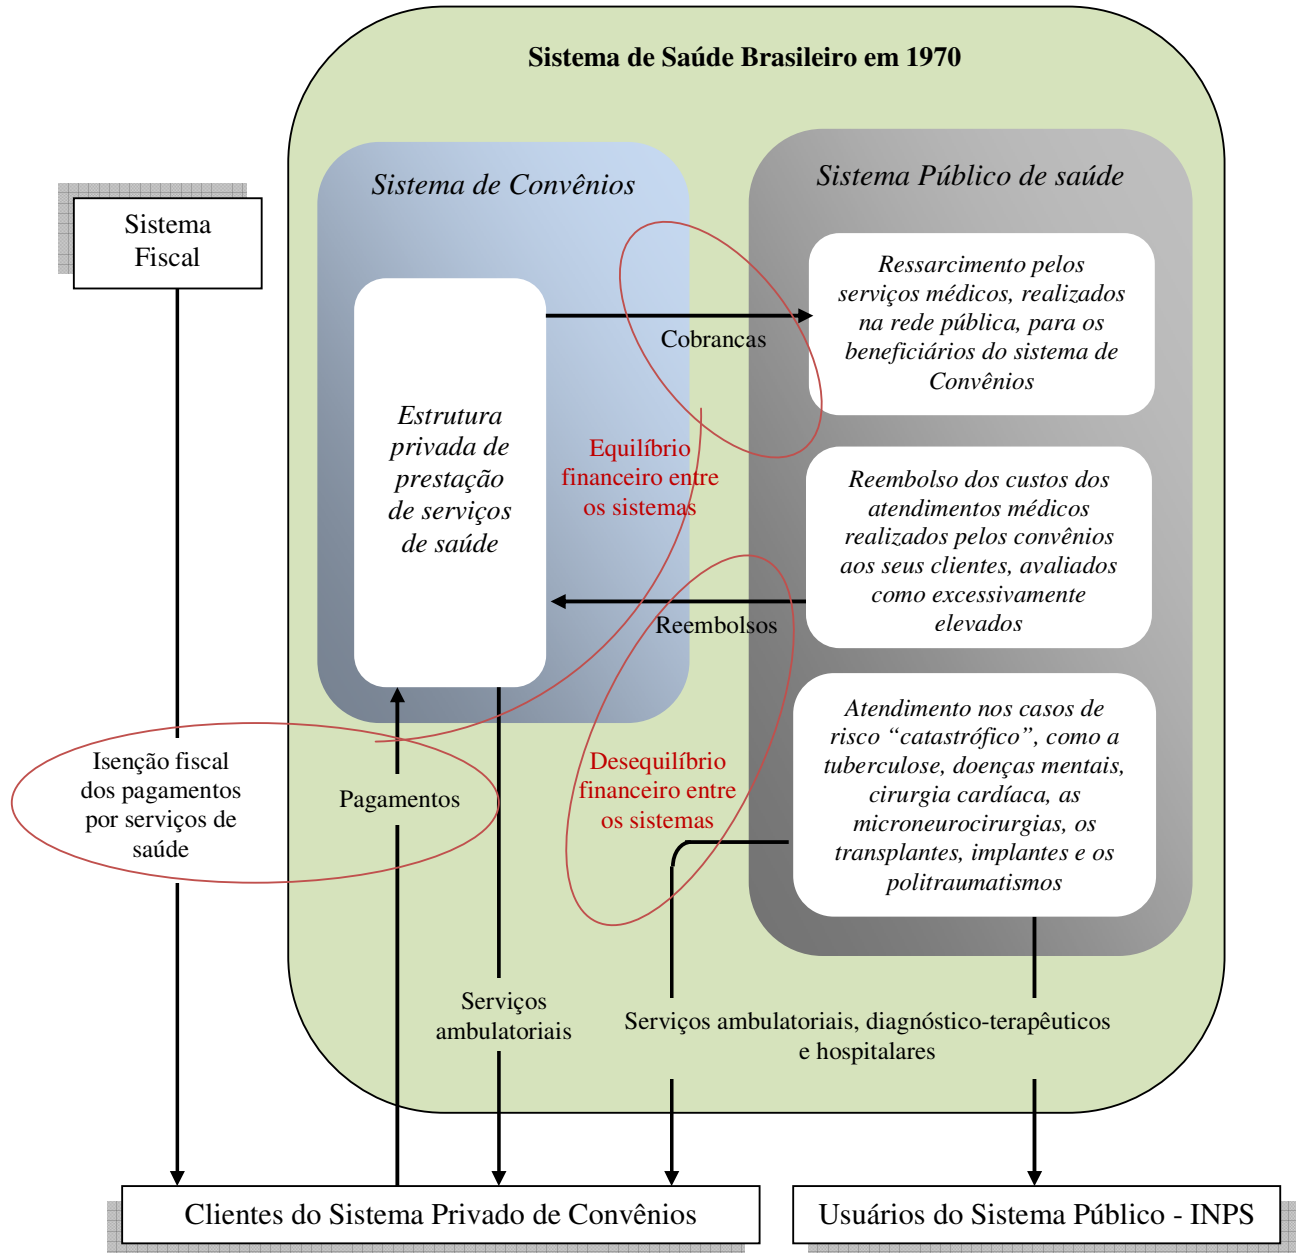 Sistema de Saúde Brasileiro em 1970
Sistema de Convênios
Sistema Público de saúde
Sistema
Fiscal
Ressarcimento pelos
serviços médicos, realizados
na rede pública, para os
beneficiários do sistema de
Convênios
Cobrancas
Estrutura
privada de
prestação
de serviços
de saúde
Equilíbrio
financeiro entre
os sistemas
Reembolso dos custos dos
atendimentos médicos
realizados pelos convênios
aos seus clientes, avaliados
como excessivamente
elevados
Reembolsos
Atendimento nos casos de
risco “catastrófico”, como a
tuberculose, doenças mentais,
cirurgia cardíaca, as
microneurocirurgias, os
transplantes, implantes e os
politraumatismos
Isenção fiscal
dos pagamentos
por serviços de
saúde
Pagamentos
Desequilíbrio
financeiro entre
os sistemas
Serviços
ambulatoriais
Serviços ambulatoriais, diagnóstico-terapêuticos
e hospitalares
Clientes do Sistema Privado de Convênios
Usuários do Sistema Público - INPS